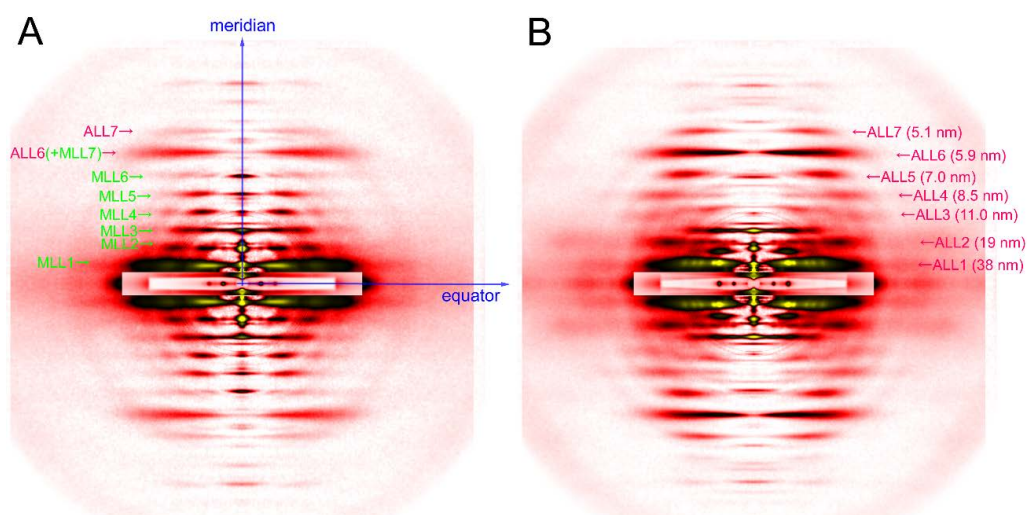 A
meridian
equator
ALL7→
ALL6(+MLL7)→
MLL6→
MLL5→
MLL4→
MLL3→
MLL2→
MLL1→
B
←ALL7 (5.1 nm)
←ALL6 (5.9 nm)
←ALL5 (7.0 nm)
←ALL4 (8.5 nm)
←ALL3 (11.0 nm)
←ALL2 (19 nm)
←ALL1 (38 nm)